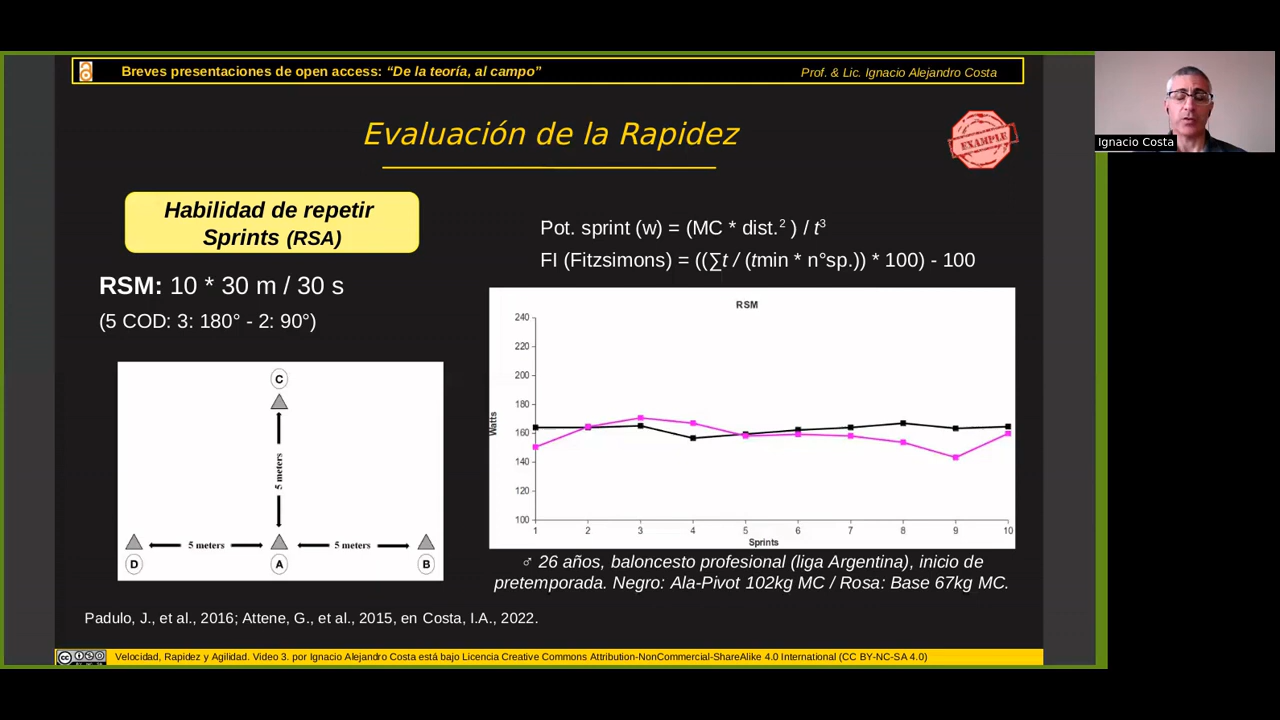 Breves presentaciones de open access: “De la teoría, al campo”
Prof. & Lic. Ignacio Alejandro Costa
Ignacio Costa
Evaluación de la Rapidez
EXAMPLE
Habilidad de repetir
Sprints (RSA)
RSM: 10 * 30 m / 30 s
(5 COD: 3: 180° - 2: 90°)
C
5 meters
5 meters
5 meters
D
A
B
Pot. sprint (w) = (MC * dist.² ) / t³
FI (Fitzsimons) = ((∑t / (tmin * n°sp.)) * 100) - 100
RSM
240
220
200
180
160
140
120
100
Watts
1 2 3 4 5 6 7 8 9 10
Sprints
♂ 26 años, baloncesto profesional (liga Argentina), inicio de
pretemporada. Negro: Ala-Pivot 102kg MC / Rosa: Base 67kg MC.
Padulo, J., et al., 2016; Attene, G., et al., 2015, en Costa, I.A., 2022.
Velocidad, Rapidez y Agilidad. Video 3. por Ignacio Alejandro Costa está bajo Licencia Creative Commons Attribution-NonCommercial-ShareAlike 4.0 International (CC BY-NC-SA 4.0)